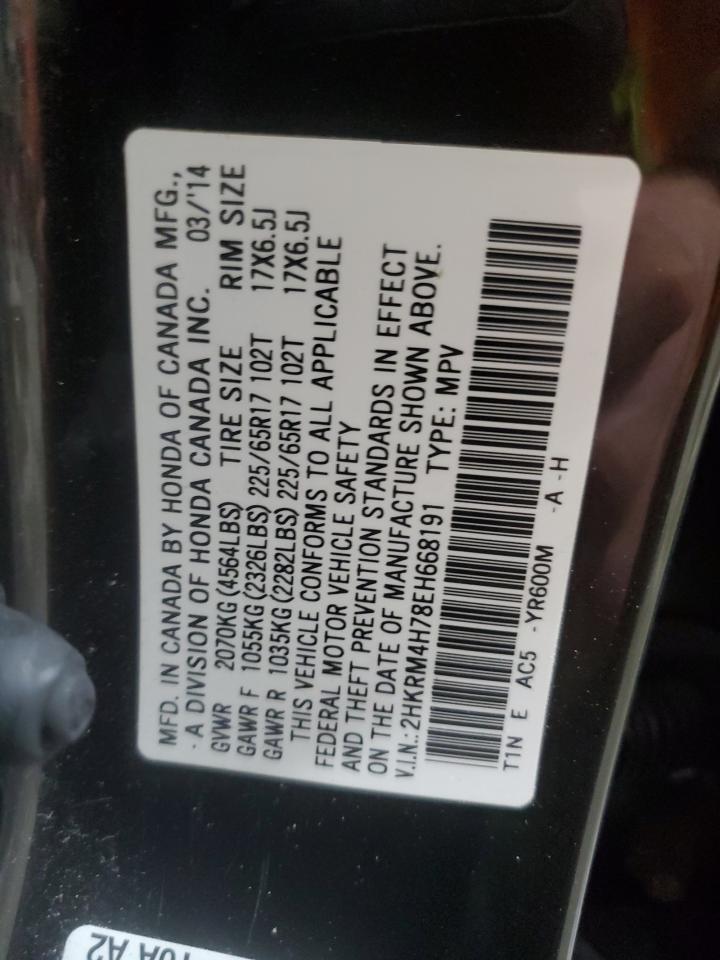 MFD. IN CANADA BY HONDA OF CANADA MFG.,
· A DIVISION OF HONDA CANADA INC. 03/'14
GVWR 2070KG (4564LBS) TIRE SIZE RIM SIZE
GAWR F 1055KG (2326LBS) 225/65R17 102T 17X6.5J
GAWR R 1035KG (2282LBS) 225/65R17 102T 17X6.5J
THIS VEHICLE CONFORMS TO ALL APPLICABLE
FEDERAL MOTOR VEHICLE SAFETY
AND THEFT PREVENTION STANDARDS IN EFFECT
ON THE DATE OF MANUFACTURE SHOWN ABOVE.
V.I.N.: 2HKRM4H78EH668191 TYPE: MPV
T1N E AC5 -YR600M -A -H
A2